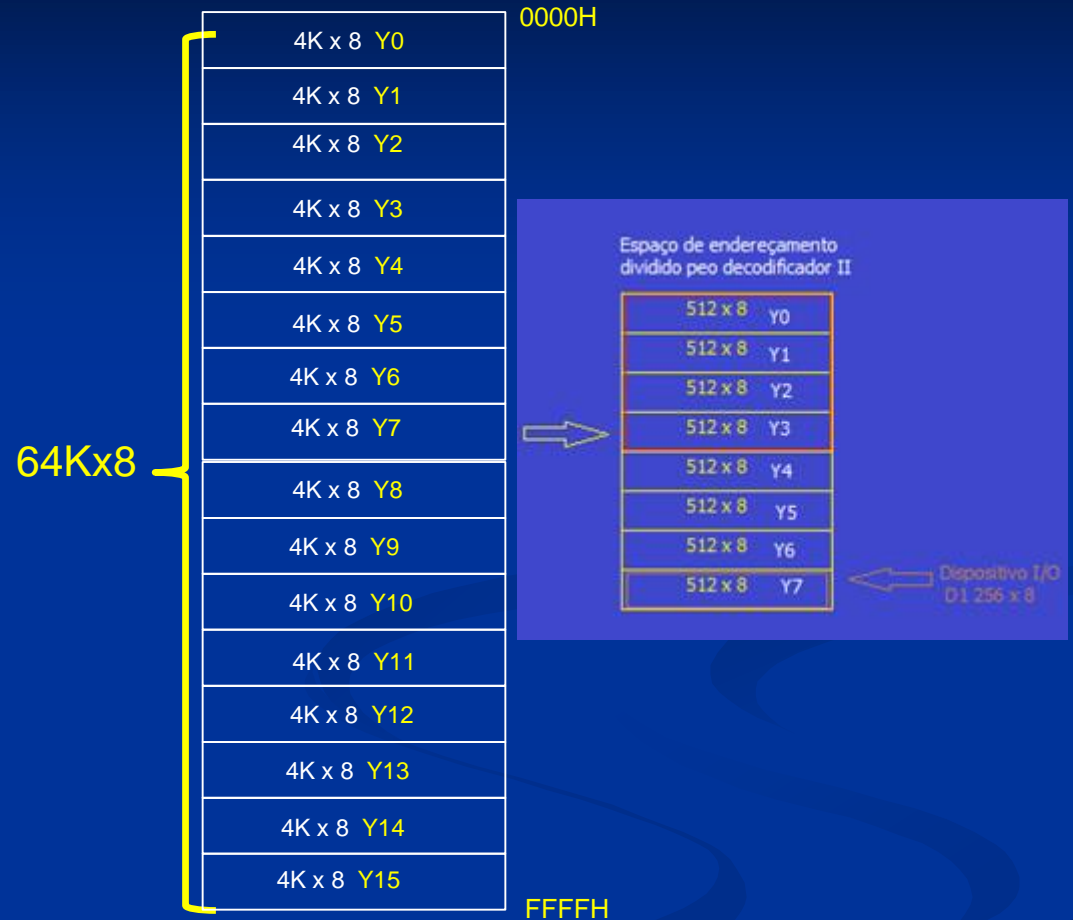 0000H
4K x 8 Y0
4K x 8 Y1
4K x 8 Y2
4K x 8 Y3
4K x 8 Y4
4K x 8 Y5
4K x 8 Y6
4K x 8 Y7
64Kx8
4K x 8 Y8
4K x 8 Y9
4K x 8 Y10
4K x 8 Y11
4K x 8 Y12
4K x 8 Y13
4K x 8 Y14
4K x 8 Y15
FFFFH
Espaço de endereçamento
dividido peo decodificador II
512 x 8 Y0
512 x 8 Y1
512 x 8 Y2
512 x 8 Y3
512 x 8 Y4
512 x 8 Y5
512 x 8 Y6
512 x 8 Y7
Dispositivo I/O
D1 256 x 8